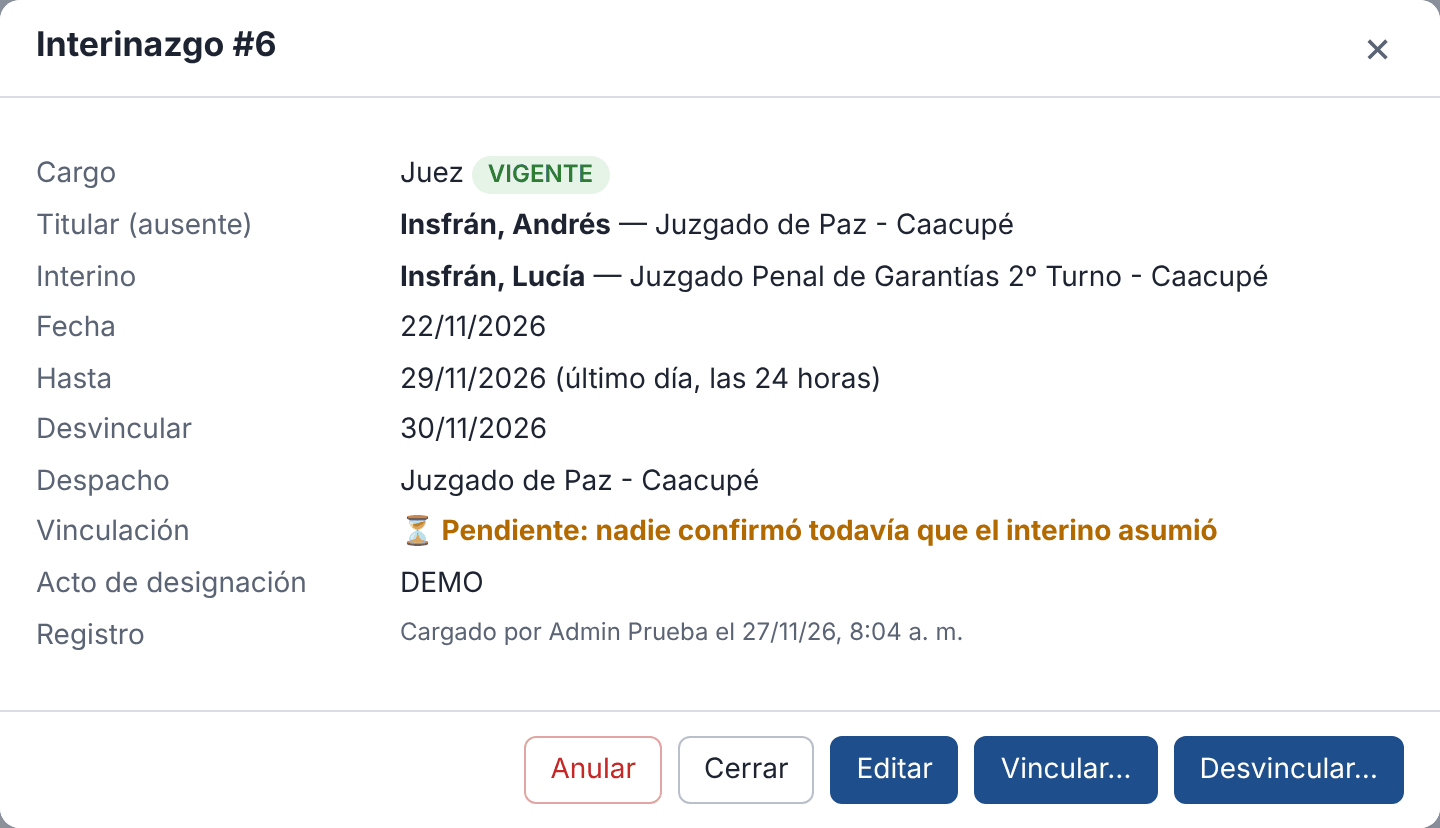 Interinazgo #6 ✕
Cargo Juez VIGENTE
Titular (ausente) Insfrán, Andrés — Juzgado de Paz - Caacupé
Interino Insfrán, Lucía — Juzgado Penal de Garantías 2º Turno - Caacupé
Fecha 22/11/2026
Hasta 29/11/2026 (último día, las 24 horas)
Desvincular 30/11/2026
Despacho Juzgado de Paz - Caacupé
Vinculación ⏳ Pendiente: nadie confirmó todavía que el interino asumió
Acto de designación DEMO
Registro Cargado por Admin Prueba el 27/11/26, 8:04 a. m.
Anular Cerrar Editar Vincular... Desvincular...